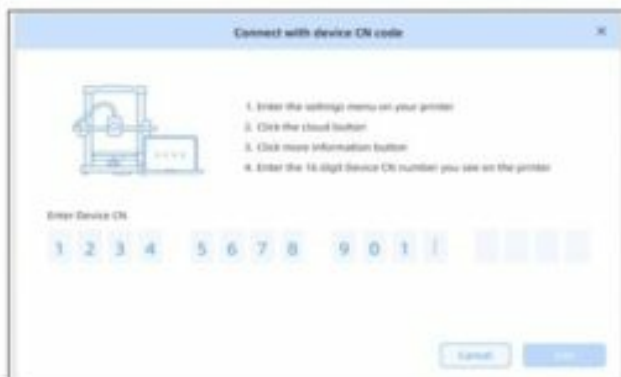 Connect with device CN code
1. Enter the settings menu on your printer
2. Click the cloud button
3. Click more information button
4. Enter the 16 digit Device CN number you see on the printer
Enter Device CN
1 2 3 4 5 6 7 8 9 0 1
Cancel